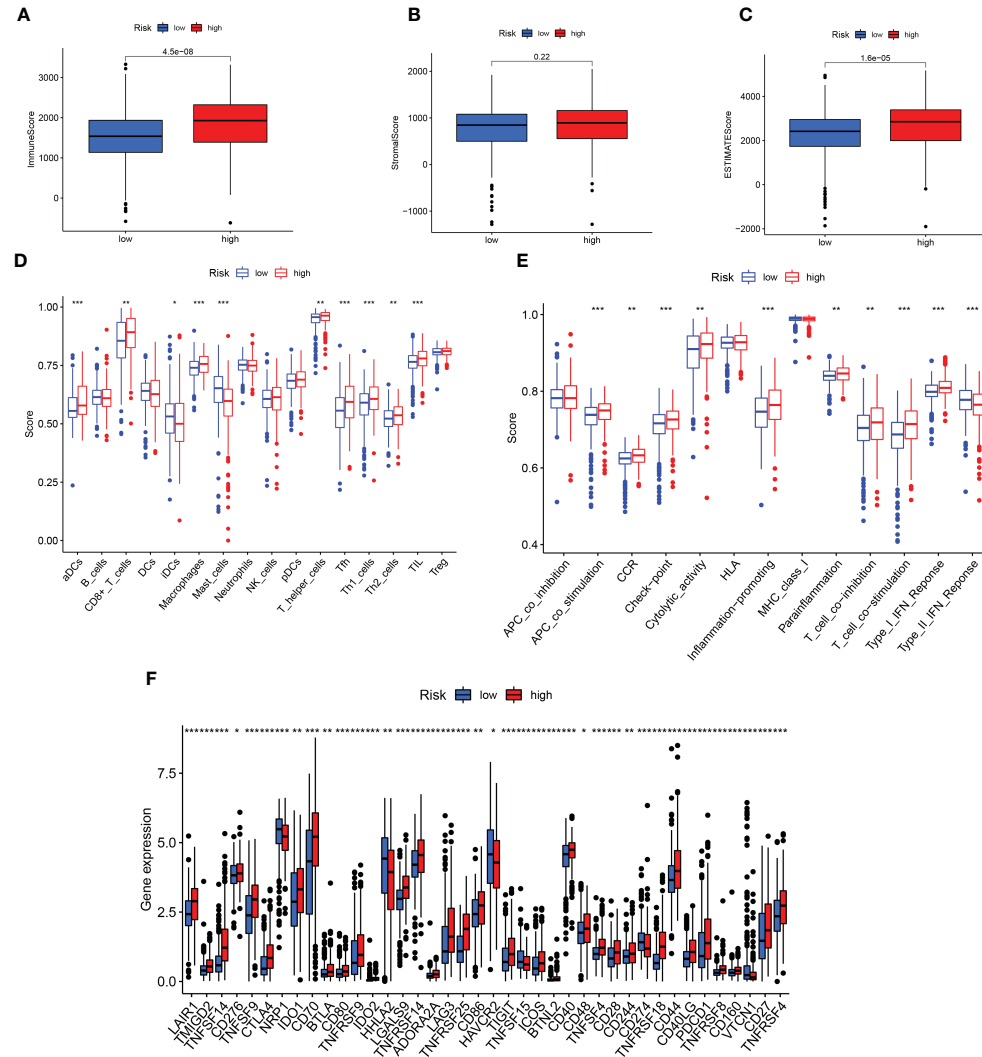 A
Risk low high
4.5e−08
ImmuneScore
3000
2000
1000
0
low high
B
Risk low high
0.22
StromalScore
2000
1000
0
−1000
low high
C
Risk low high
1.6e−05
ESTIMATEScore
4000
2000
0
−2000
low high
D
Risk low high
*** ** * *** *** ** *** *** ** ***
Score
1.00
0.75
0.50
0.25
0.00
aDCs
B_cells
CD8+_T_cells
DCs
iDCs
Macrophages
Mast_cells
Neutrophils
NK_cells
pDCs
T_helper_cells
Tfh
Th1_cells
Th2_cells
TIL
Treg
E
Risk low high
*** ** *** ** *** ** ** *** *** ***
Score
1.0
0.8
0.6
0.4
APC_co_inhibition
APC_co_stimulation
CCR
Check−point
Cytolytic_activity
HLA
Inflammation−promoting
MHC_class_I
Parainflammation
T_cell_co−inhibition
T_cell_co−stimulation
Type_I_IFN_Reponse
Type_II_IFN_Reponse
F
Risk low high
Gene expression
7.5
5.0
2.5
0.0
LAIR1
TMIGD2
TNFSF14
CD276
TNFSF9
CTLA4
NRP1
IDO1
CD70
BTLA
CD80
TNFRSF9
IDO2
HHLA2
LGALS9
TNFRSF14
ADORA2A
LAG3
TNFRSF25
CD86
HAVCR2
TIGIT
TNFSF15
ICOS
BTNL2
CD40
CD48
TNFSF4
CD28
CD244
CD274
TNFRSF18
CD44
CD40LG
PDCD1
TNFRSF8
CD160
VTCN1
CD27
TNFRSF4